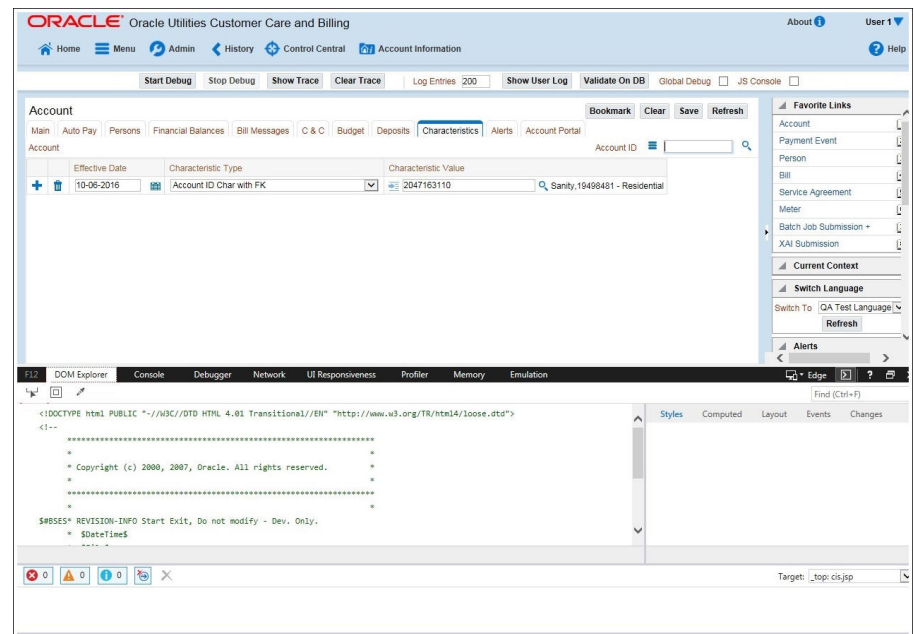 ORACLE® Oracle Utilities Customer Care and Billing
About User 1
Home Menu Admin History Control Central Account Information
Help
Start Debug Stop Debug Show Trace Clear Trace Log Entries 200 Show User Log Validate On DB Global Debug JS Console
Account
Bookmark Clear Save Refresh
Main Auto Pay Persons Financial Balances Bill Messages C & C Budget Deposits Characteristics Alerts Account Portal
Account
Account ID
Effective Date Characteristic Type Characteristic Value
10-06-2016 Account ID Char with FK 2047163110 Sanity,19498481 - Residential
Favorite Links
Account
Payment Event
Person
Bill
Service Agreement
Meter
Batch Job Submission +
XAI Submission
Current Context
Switch Language
Switch To QA Test Language
Refresh
Alerts
F12 DOM Explorer Console Debugger Network UI Responsiveness Profiler Memory Emulation
Edge ?
Find (Ctrl+F)
<!DOCTYPE html PUBLIC "-//W3C//DTD HTML 4.01 Transitional//EN" "http://www.w3.org/TR/html4/loose.dtd">
<!--
*******************************************************************
* *
* Copyright (c) 2000, 2007, Oracle. All rights reserved. *
* *
*******************************************************************
* *
$#BSES* REVISION-INFO Start Exit, Do not modify - Dev. Only.
* $DateTime$
Styles Computed Layout Events Changes
0 0 0
Target: _top: cis.jsp